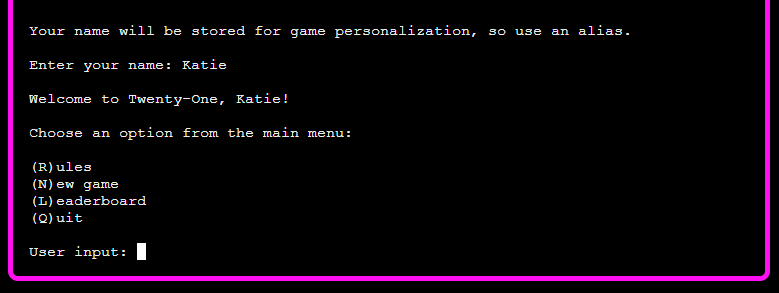 Your name will be stored for game personalization, so use an alias.
Enter your name: Katie
Welcome to Twenty-One, Katie!
Choose an option from the main menu:
(R)ules
(N)ew game
(L)eaderboard
(Q)uit
User input: